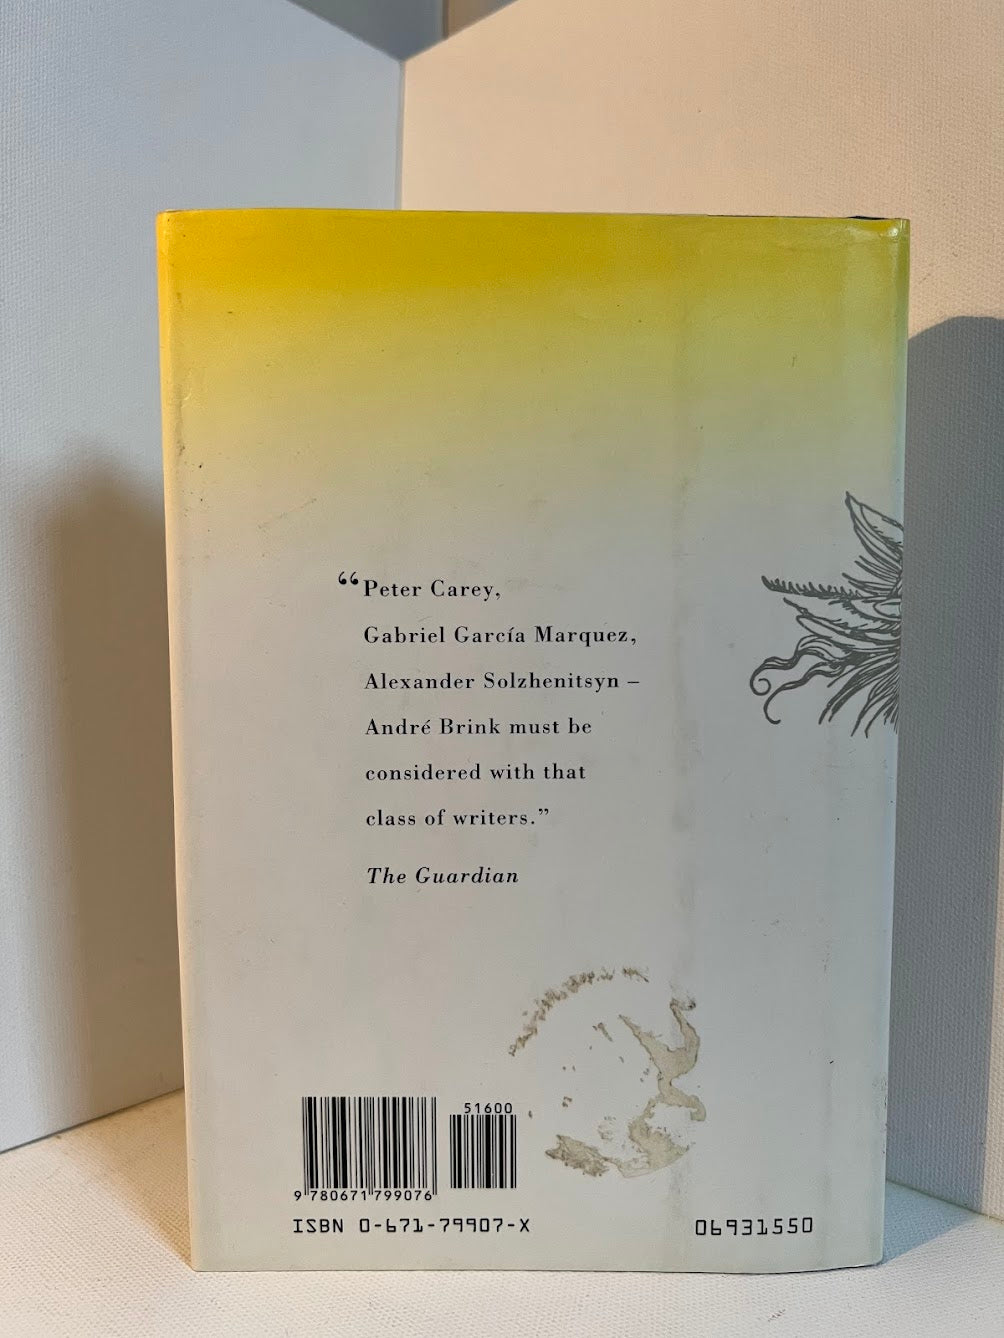 “Peter Carey,
Gabriel García Marquez,
Alexander Solzhenitsyn –
André Brink must be
considered with that
class of writers.”
The Guardian
51600
9 780671 799076
ISBN 0-671-79907-X
06931550